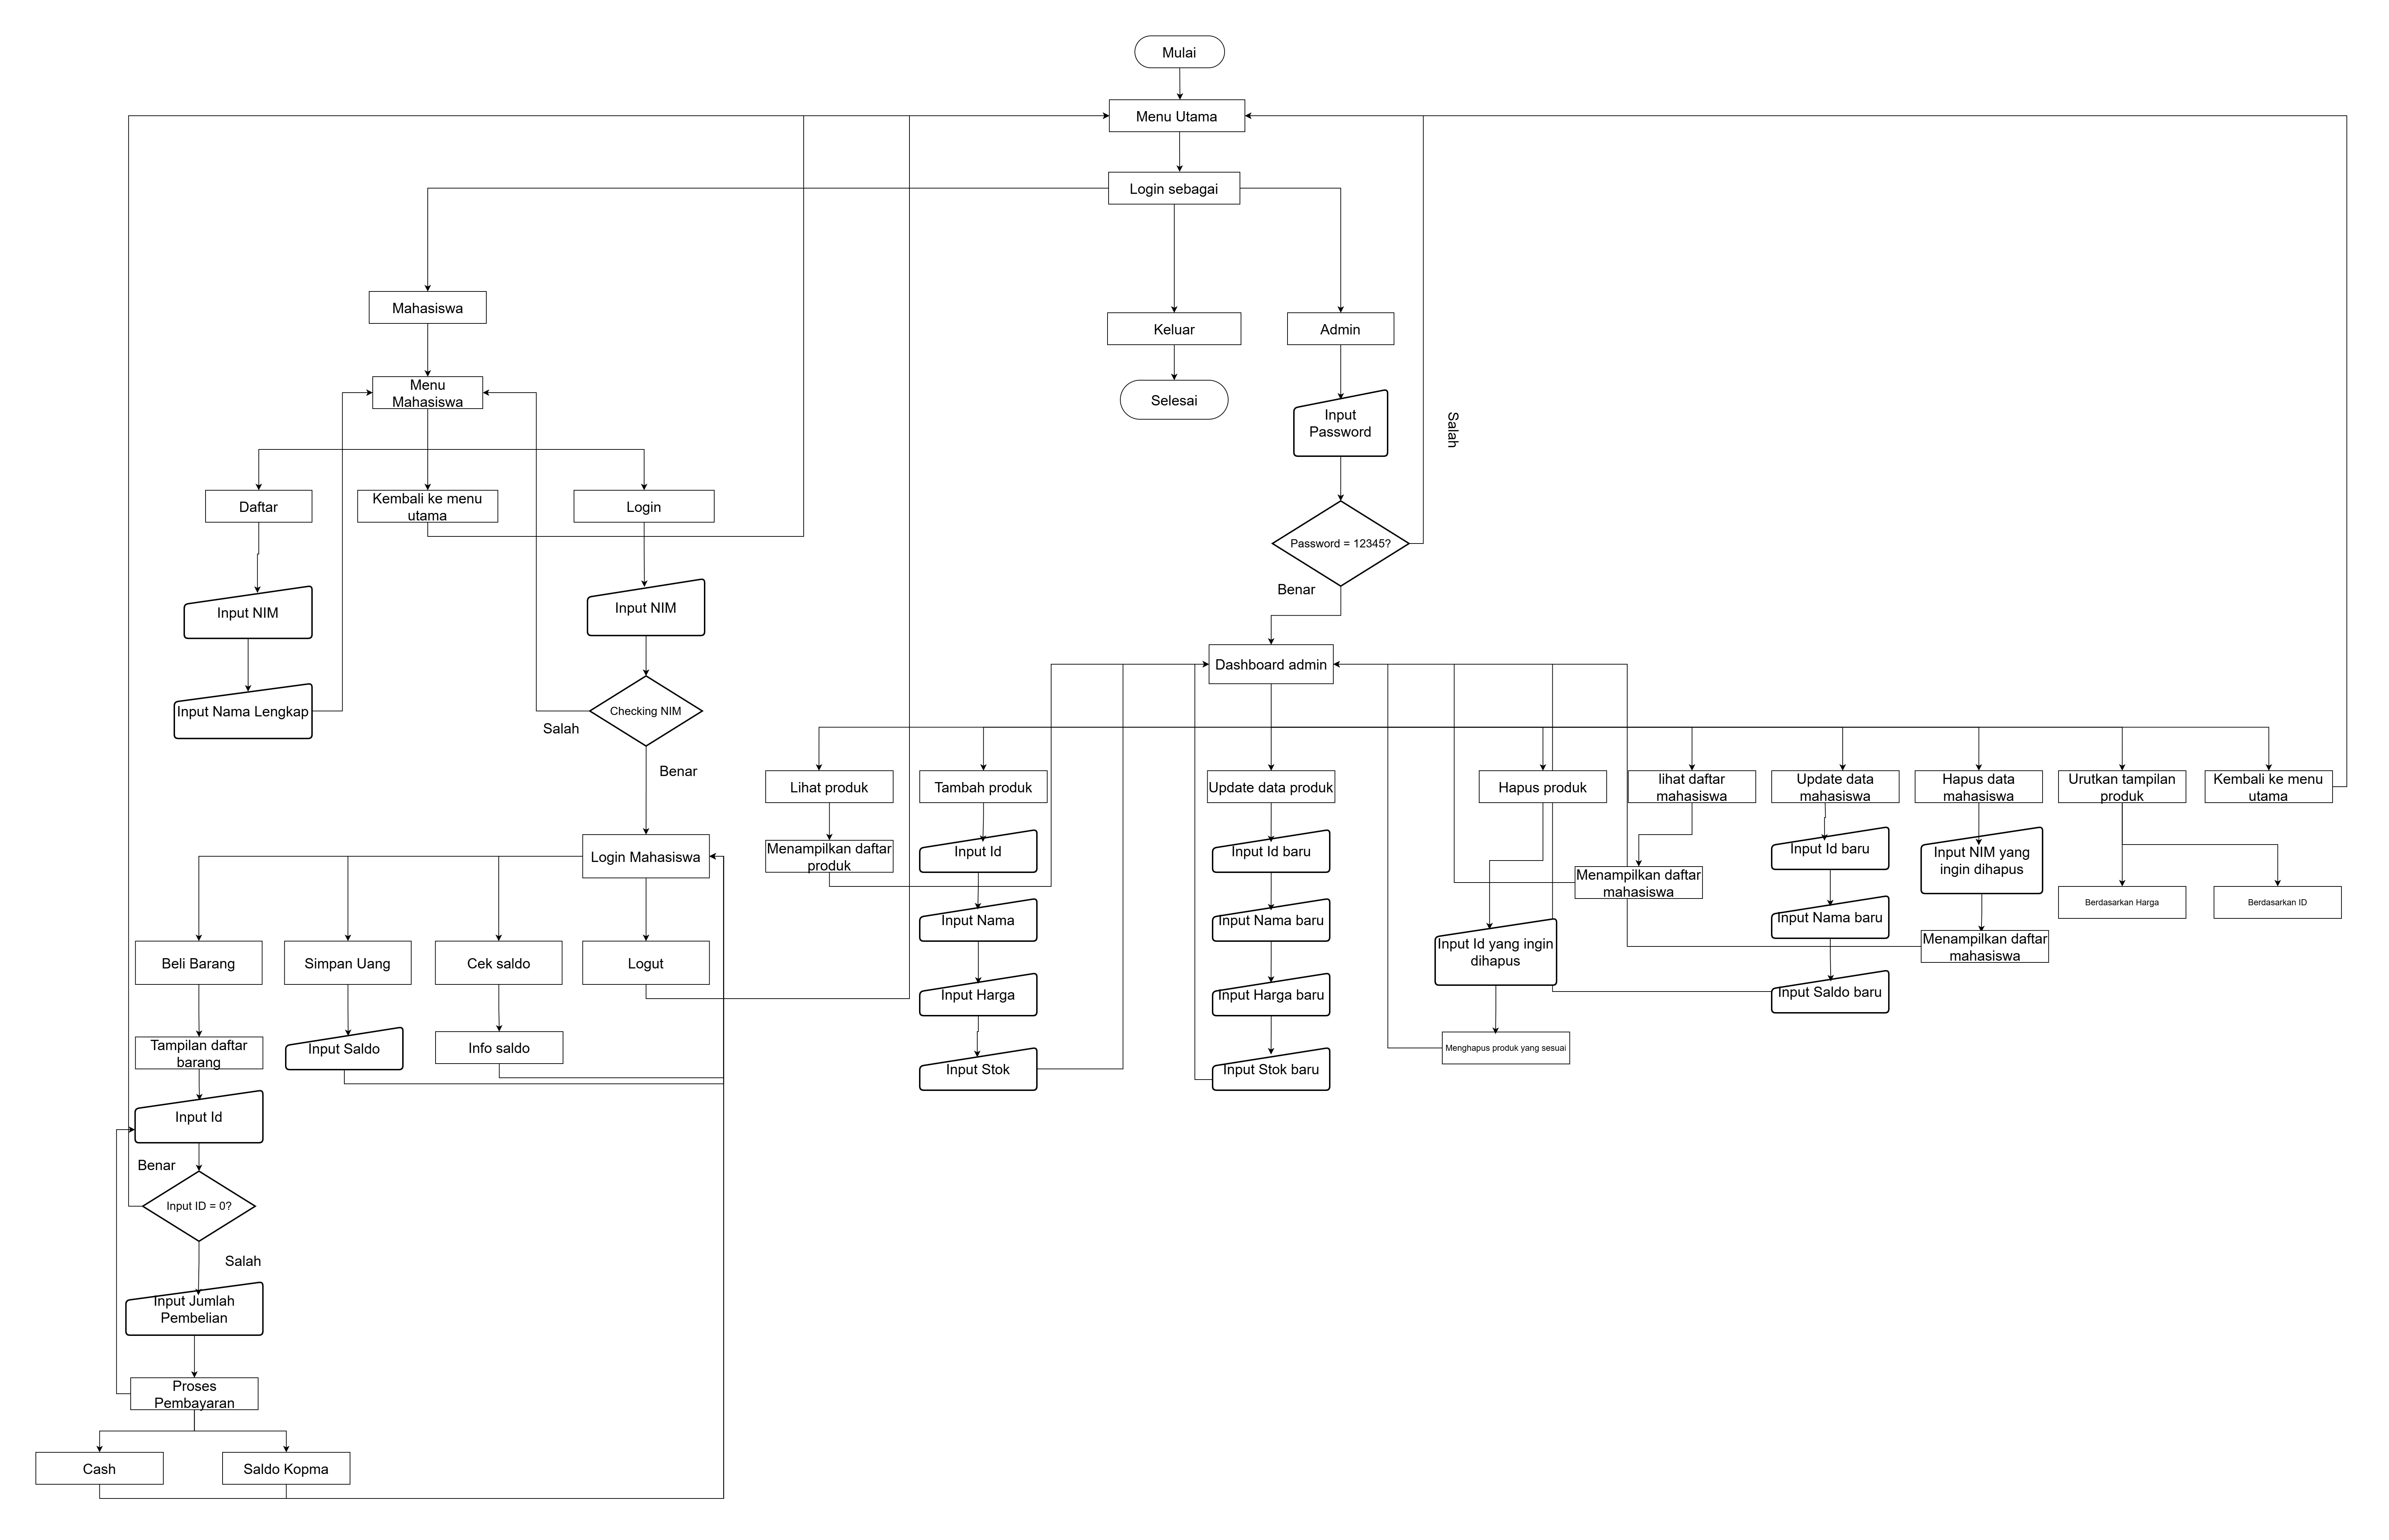 Mulai
Menu Utama
Login sebagai
Mahasiswa
Keluar
Admin
Menu
Mahasiswa
Selesai
Input
Password
Salah
Daftar
Kembali ke menu
utama
Login
Password = 12345?
Benar
Input NIM
Input NIM
Dashboard admin
Input Nama Lengkap
Checking NIM
Salah
Benar
Lihat produk
Tambah produk
Update data produk
Hapus produk
lihat daftar
mahasiswa
Update data
mahasiswa
Hapus data
mahasiswa
Urutkan tampilan
produk
Kembali ke menu
utama
Login Mahasiswa
Menampilkan daftar
produk
Input Id
Input Id baru
Menampilkan daftar
mahasiswa
Input Id baru
Input NIM yang
ingin dihapus
Berdasarkan Harga
Berdasarkan ID
Input Nama
Input Nama baru
Input Id yang ingin
dihapus
Input Nama baru
Menampilkan daftar
mahasiswa
Beli Barang
Simpan Uang
Cek saldo
Logut
Input Harga
Input Harga baru
Input Saldo baru
Tampilan daftar
barang
Input Saldo
Info saldo
Input Stok
Input Stok baru
Menghapus produk yang sesuai
Input Id
Benar
Input ID = 0?
Salah
Input Jumlah
Pembelian
Proses
Pembayaran
Cash
Saldo Kopma